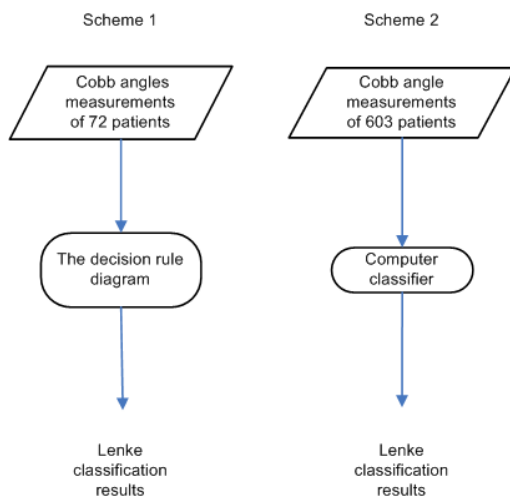 Scheme 1
Cobb angles
measurements
of 72 patients
The decision rule
diagram
Lenke
classification
results
Scheme 2
Cobb angle
measurements
of 603 patients
Computer
classifier
Lenke
classification
results